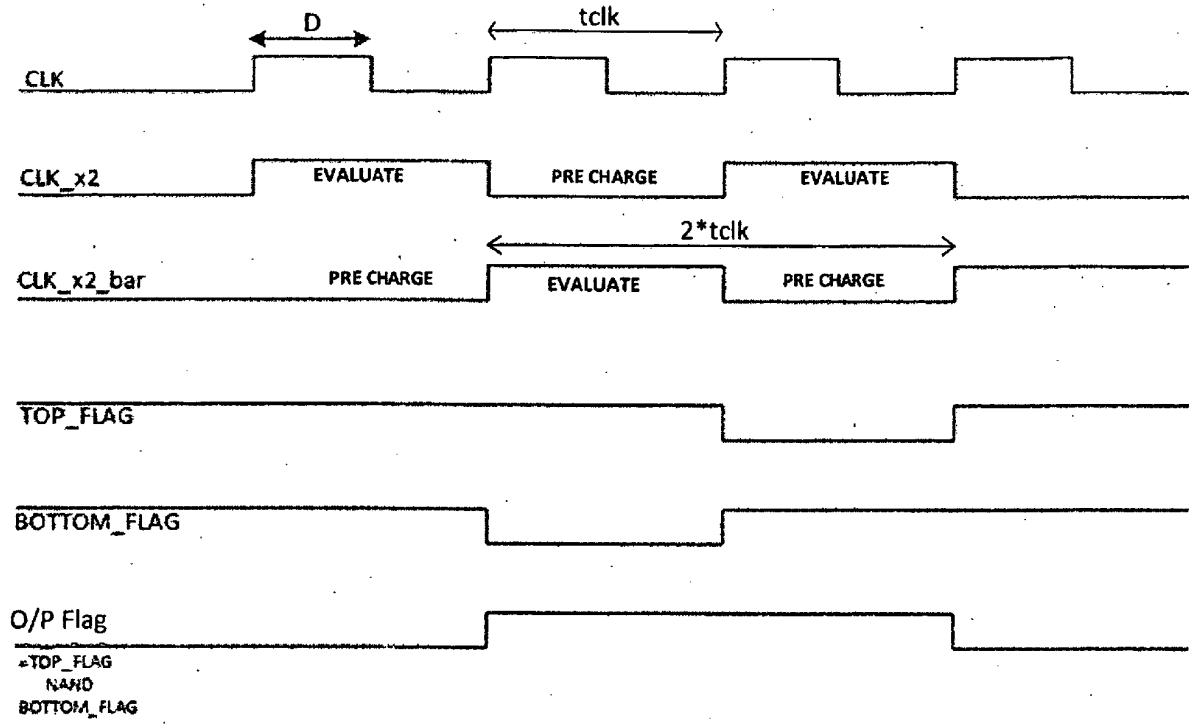 D
tclk
CLK
CLK_x2
EVALUATE
PRE CHARGE
EVALUATE
2*tclk
CLK_x2_bar
PRE CHARGE
EVALUATE
PRE CHARGE
TOP_FLAG
BOTTOM_FLAG
O/P Flag
=TOP_FLAG
NAND
BOTTOM_FLAG